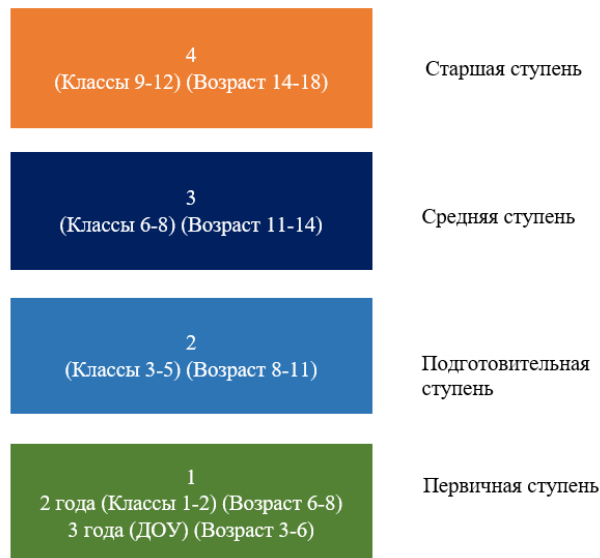 4
(Классы 9-12) (Возраст 14-18)
Старшая ступень
3
(Классы 6-8) (Возраст 11-14)
Средняя ступень
2
(Классы 3-5) (Возраст 8-11)
Подготовительная
ступень
1
2 года (Классы 1-2) (Возраст 6-8)
3 года (ДОУ) (Возраст 3-6)
Первичная ступень